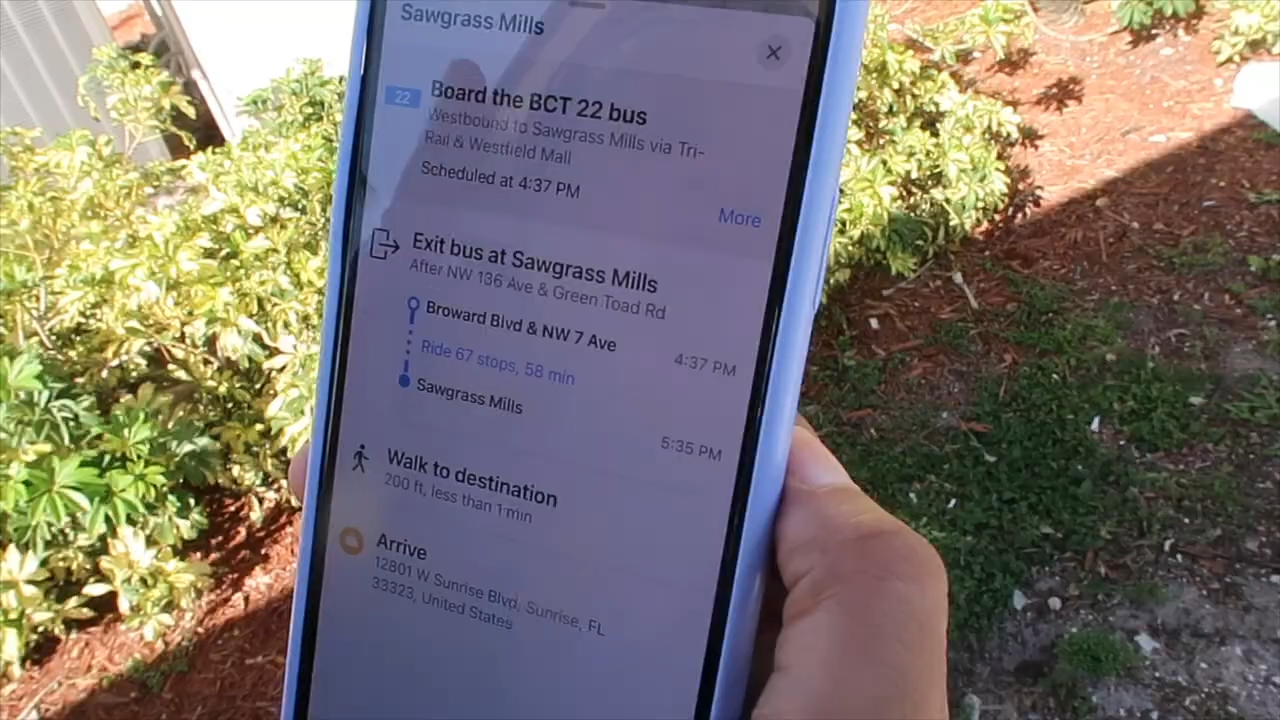 Sawgrass Mills
22
Board the BCT 22 bus
Westbound to Sawgrass Mills via Tri-
Rail & Westfield Mall
Scheduled at 4:37 PM
More
Exit bus at Sawgrass Mills
After NW 136 Ave & Green Toad Rd
Broward Blvd & NW 7 Ave
4:37 PM
Ride 67 stops, 58 min
Sawgrass Mills
5:35 PM
Walk to destination
200 ft, less than 1 min
Arrive
12801 W Sunrise Blvd, Sunrise, FL
33323, United States